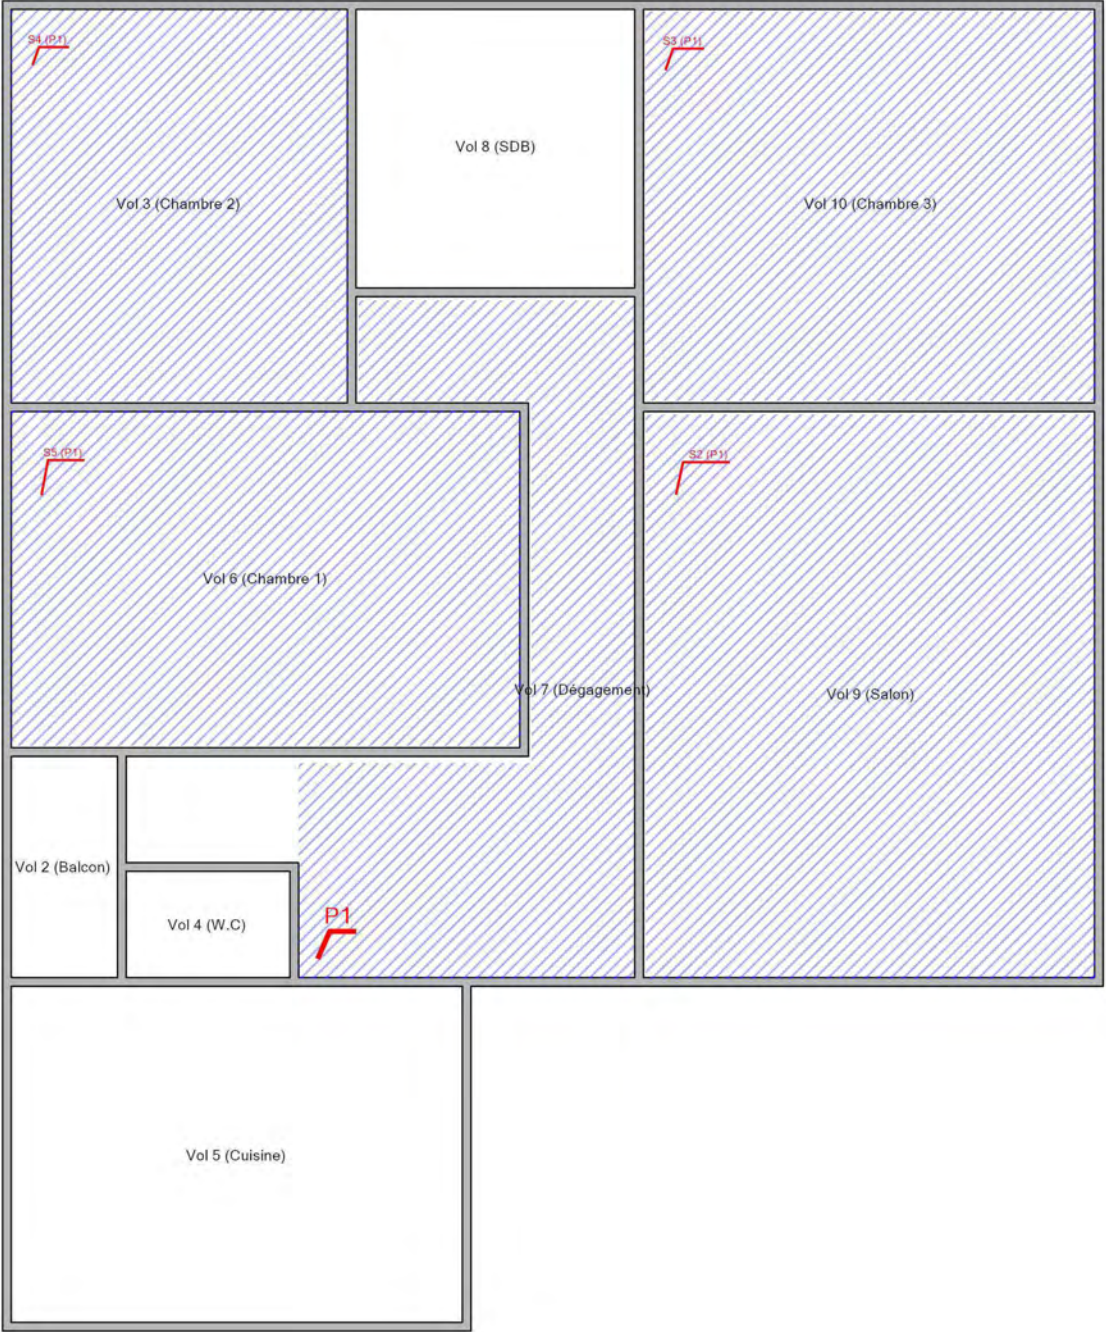 S4 (P1)
S3 (P1)
Vol 8 (SDB)
Vol 3 (Chambre 2)
Vol 10 (Chambre 3)
S5 (P1)
S2 (P1)
Vol 6 (Chambre 1)
Vol 7 (Dégagement)
Vol 9 (Salon)
Vol 2 (Balcon)
P1
Vol 4 (W.C)
Vol 5 (Cuisine)